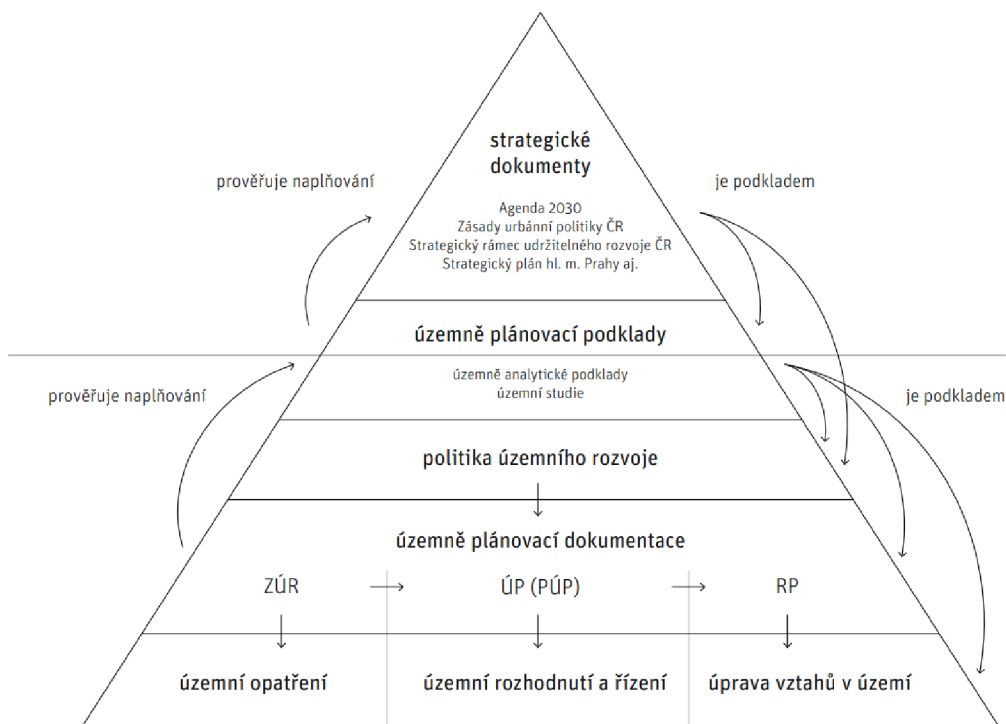 strategické
dokumenty
prověřuje naplňování
je podkladem
Agenda 2030
Zásady urbánní politiky ČR
Strategický rámec udržitelného rozvoje ČR
Strategický plán hl. m. Prahy aj.
územně plánovací podklady
územně analytické podklady
územní studie
prověřuje naplňování
je podkladem
politika územního rozvoje
územně plánovací dokumentace
ZÚR
ÚP (PÚP)
RP
územní opatření
územní rozhodnutí a řízení
úprava vztahů v území